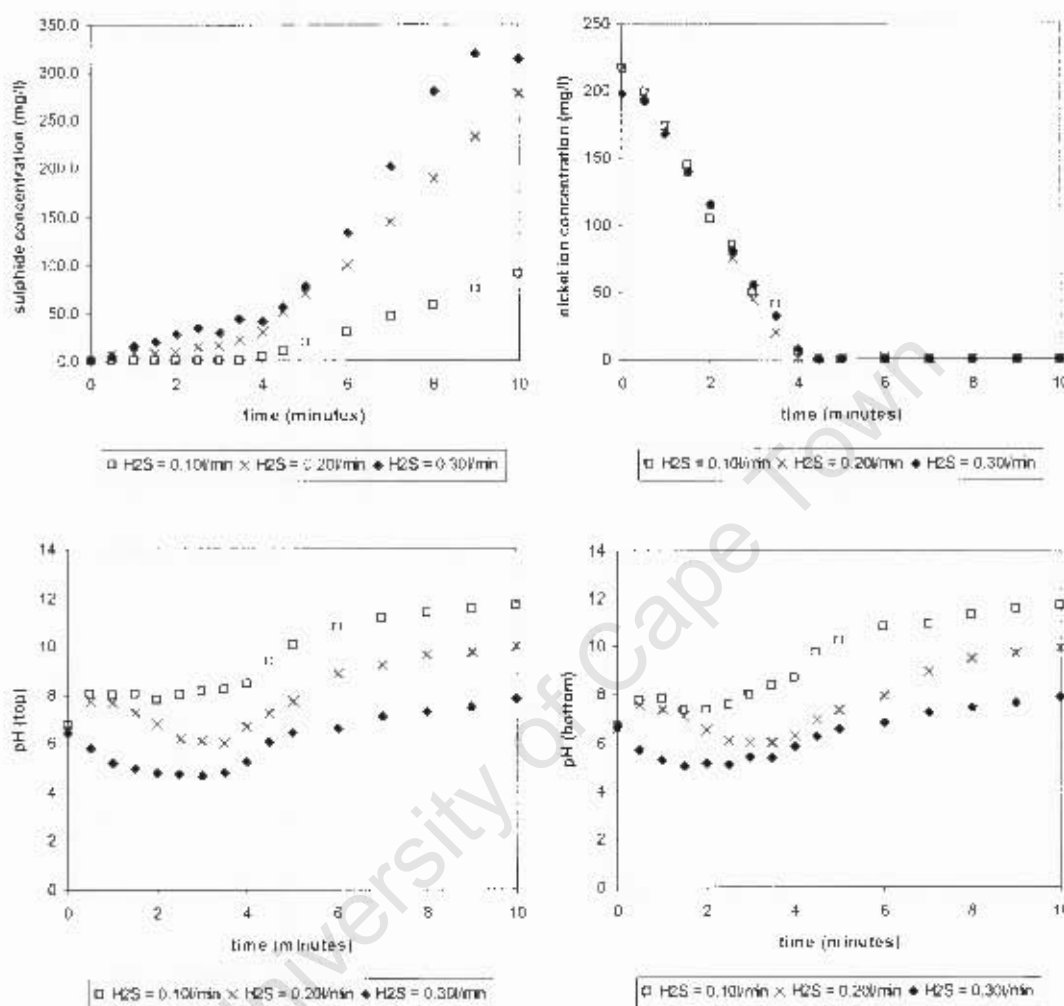 350.0
300.0
250.0
200.0
150.0
100.0
50.0
0.0
sulphide concentration (mg/l)
0 2 4 6 8 10
time (minutes)
H2S = 0.10l/min H2S = 0.20l/min H2S = 0.30l/min
250
200
150
100
50
0
nickel ion concentration (mg/l)
0 2 4 6 8 10
time (minutes)
H2S = 0.10l/min H2S = 0.20l/min H2S = 0.30l/min
14
12
10
8
6
4
2
0
pH (top)
0 2 4 6 8 10
time (minutes)
H2S = 0.10l/min H2S = 0.20l/min H2S = 0.30l/min
14
12
10
8
6
4
2
0
pH (bottom)
0 2 4 6 8 10
time (minutes)
H2S = 0.10l/min H2S = 0.20l/min H2S = 0.30l/min
University of Cape Town